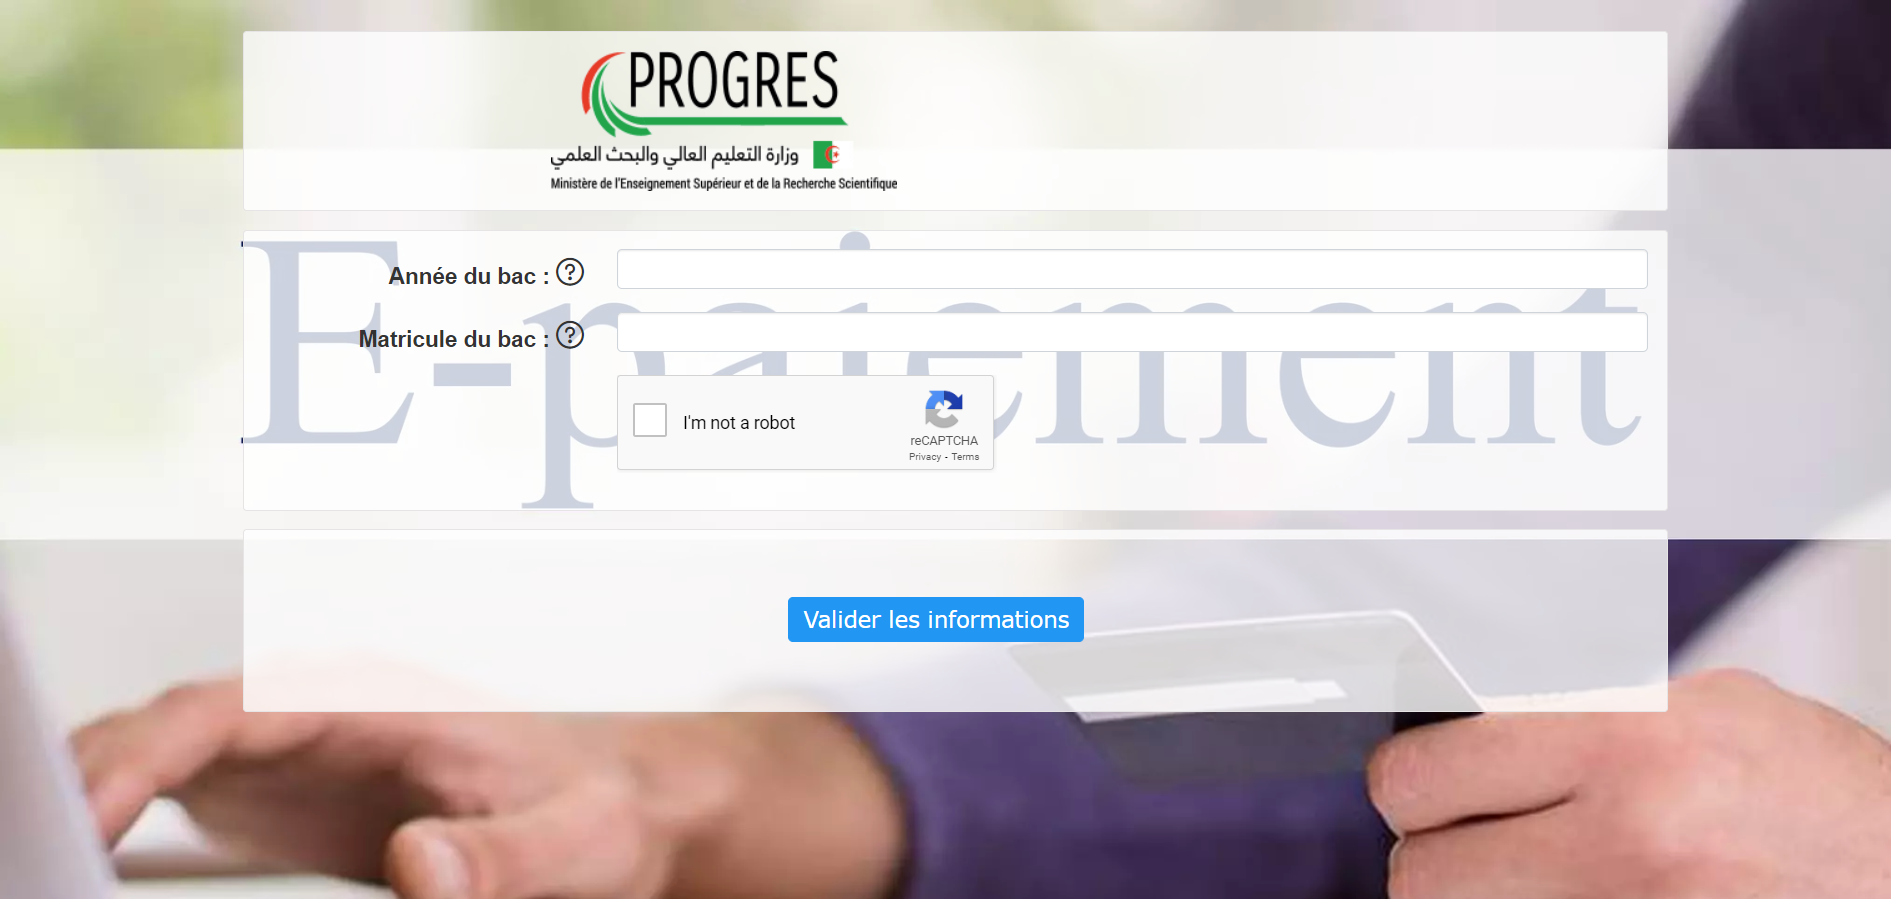 PROGRES
وزارة التعليم العالي والبحث العلمي
Ministère de l'Enseignement Supérieur et de la Recherche Scientifique
E-paiement
Année du bac : ?
Matricule du bac : ?
I'm not a robot
reCAPTCHA
Privacy - Terms
Valider les informations